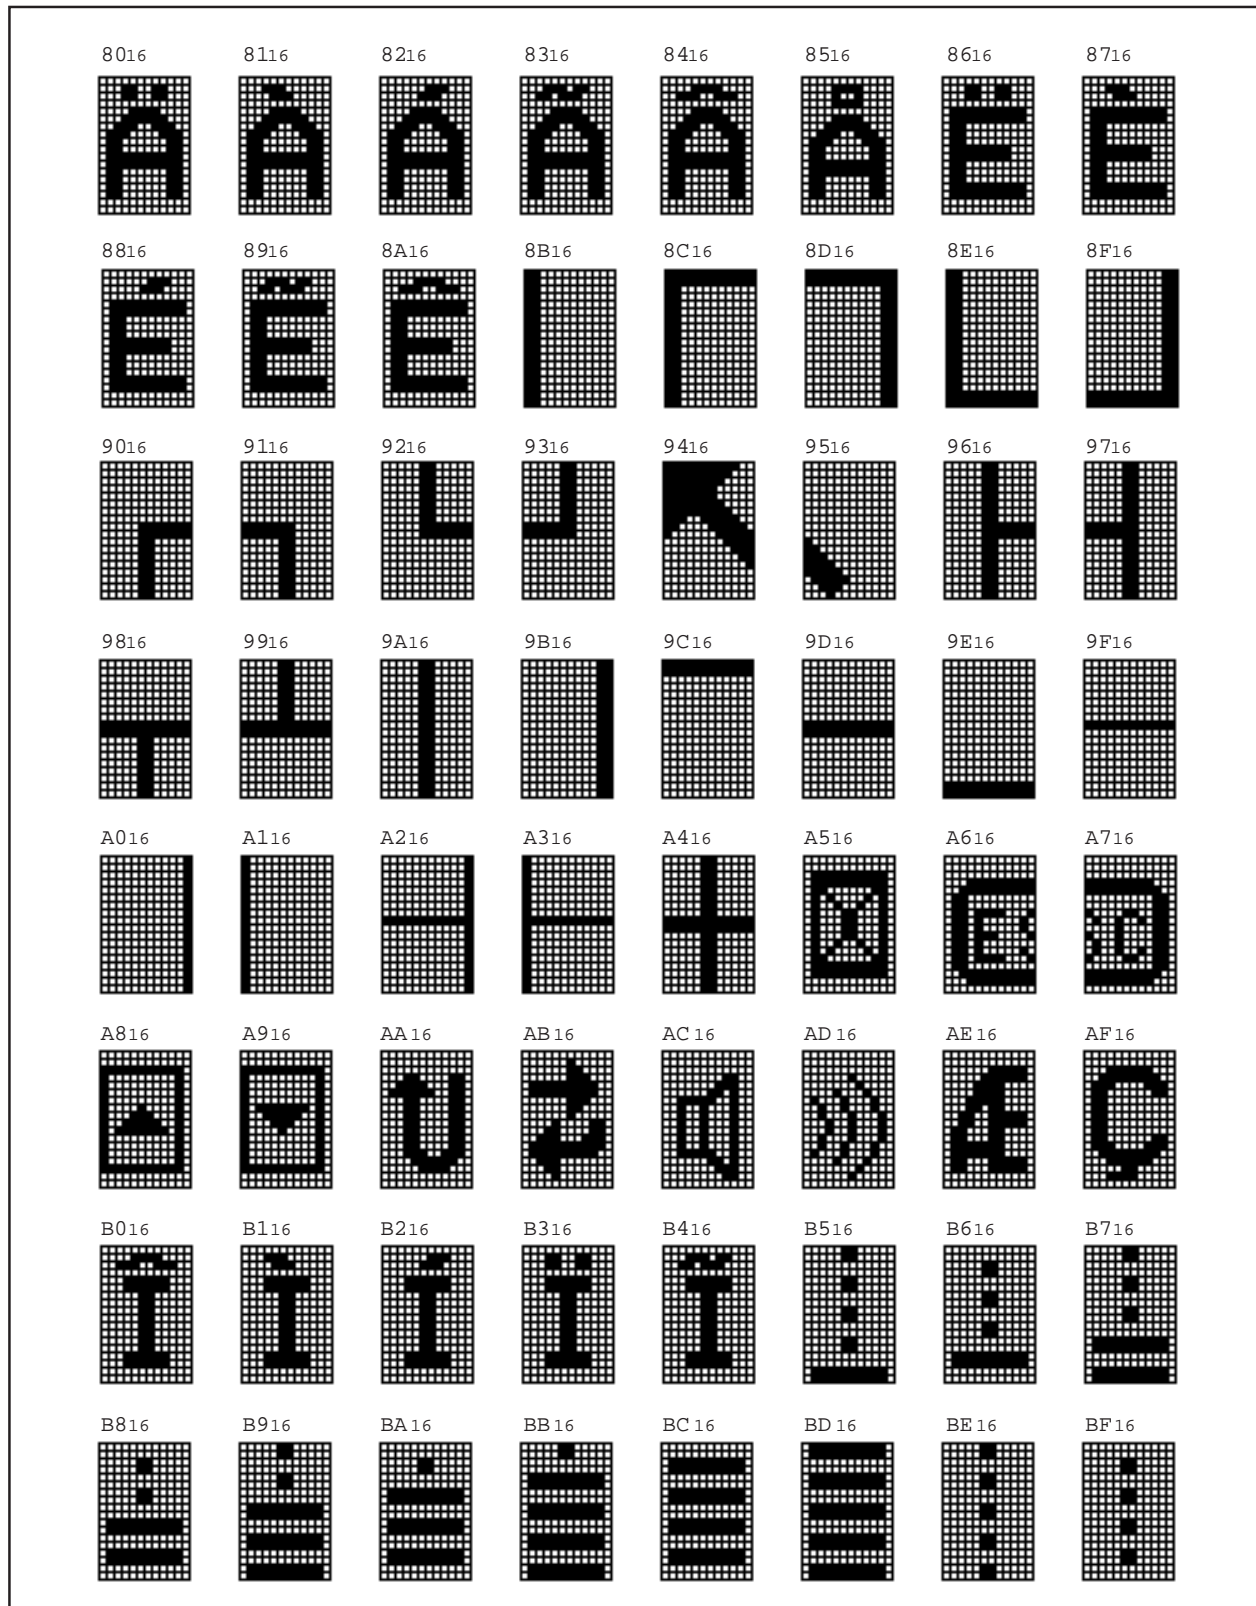 8016 8116 8216 8316 8416 8516 8616 8716
Ä À Á Ã Â Å Ë È
8816 8916 8A16 8B16 8C16 8D16 8E16 8F16
É Ẽ Ê
9016 9116 9216 9316 9416 9516 9616 9716
9816 9916 9A16 9B16 9C16 9D16 9E16 9F16
A016 A116 A216 A316 A416 A516 A616 A716
ESC
A816 A916 AA16 AB16 AC16 AD16 AE16 AF16
Æ Ç
B016 B116 B216 B316 B416 B516 B616 B716
Î Ì Í Ï Ĩ
B816 B916 BA16 BB16 BC16 BD16 BE16 BF16